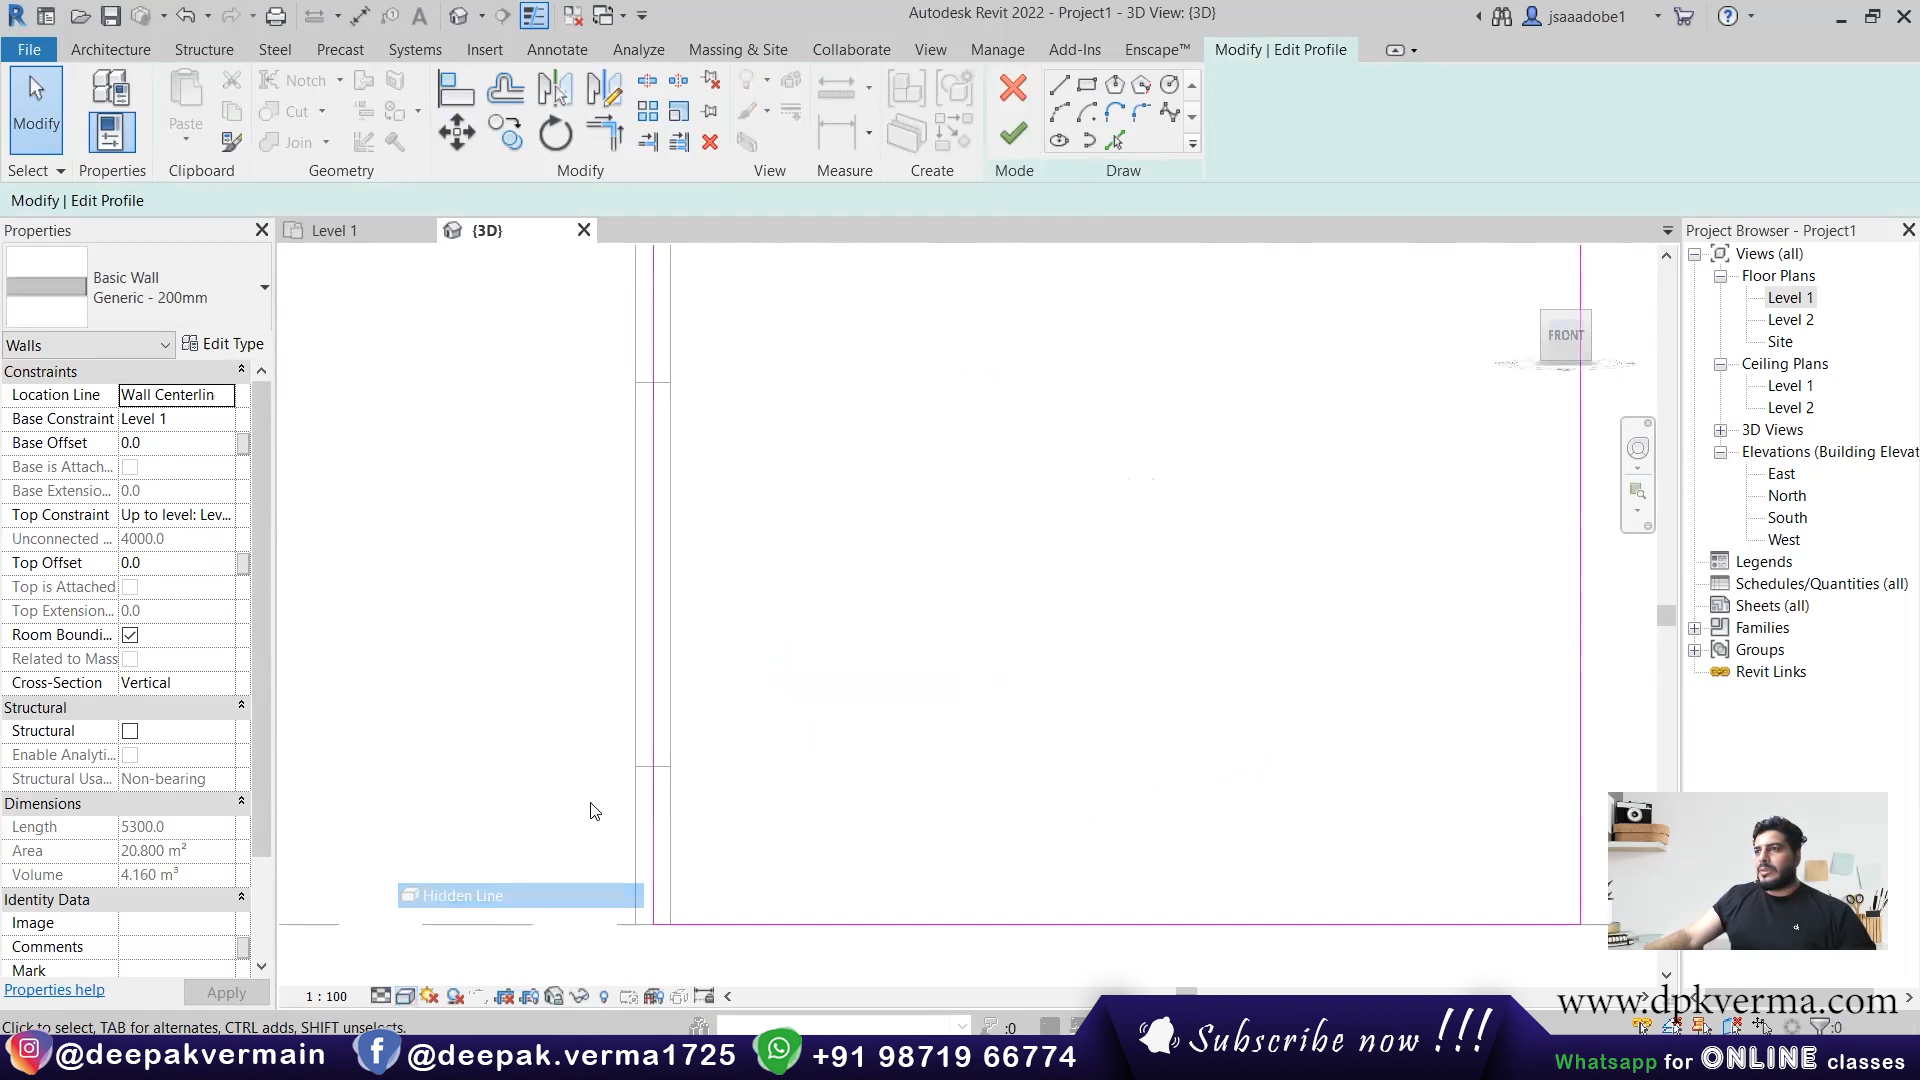 Autodesk Revit 2022 - Project1 - 3D View: {3D}
jsaaadobe1
File Architecture Structure Steel Precast Systems Insert Annotate Analyze Massing & Site Collaborate View Manage Add-Ins Enscape™ Modify | Edit Profile
Modify
Paste
Notch
Cut
Join
Select Properties Clipboard Geometry Modify View Measure Create Mode Draw
Modify | Edit Profile
Properties
Level 1
{3D}
Project Browser - Project1
Basic Wall
Generic - 200mm
Walls
Edit Type
Constraints
Location Line Wall Centerlin
Base Constraint Level 1
Base Offset 0.0
Base is Attach...
Base Extensio... 0.0
Top Constraint Up to level: Lev...
Unconnected ... 4000.0
Top Offset 0.0
Top is Attached
Top Extension... 0.0
Room Boundi...
Related to Mass
Cross-Section Vertical
Structural
Structural
Enable Analyti...
Structural Usa... Non-bearing
Dimensions
Length 5300.0
Area 20.800 m²
Volume 4.160 m³
Identity Data
Image
Comments
Mark
Properties help
Apply
FRONT
Hidden Line
1 : 100
Views (all)
Floor Plans
Level 1
Level 2
Site
Ceiling Plans
Level 1
Level 2
3D Views
Elevations (Building Elevat
East
North
South
West
Legends
Schedules/Quantities (all)
Sheets (all)
Families
Groups
Revit Links
Click to select, TAB for alternates, CTRL adds, SHIFT unselects.
:0
:0
www.dpkverma.com
@deepakvermain
@deepak.verma1725
+91 98719 66774
Subscribe now !!!
Whatsapp for ONLINE classes